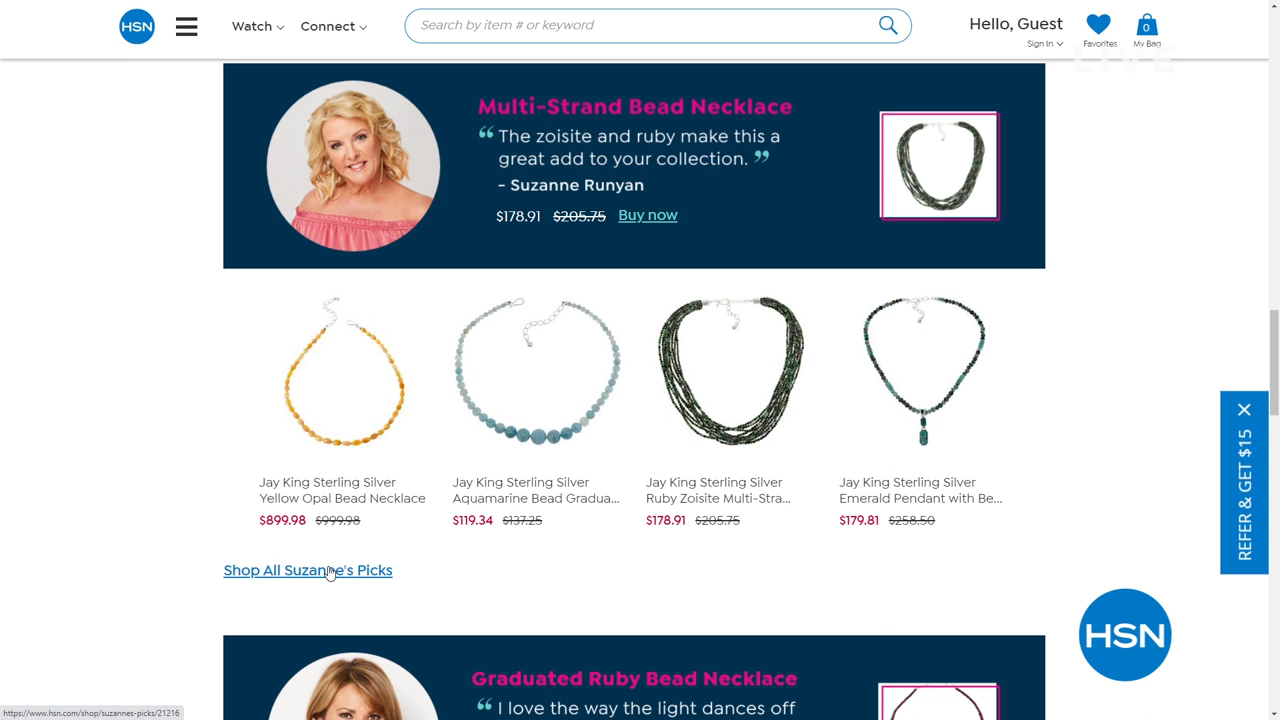 HSN
Watch
Connect
Search by item # or keyword
Hello, Guest
Sign In
Favorites
0
My Bag
LIVE
Multi-Strand Bead Necklace
“ The zoisite and ruby make this a
great add to your collection. ”
- Suzanne Runyan
$178.91 $205.75 Buy now
Jay King Sterling Silver
Yellow Opal Bead Necklace
$899.98 $999.98
Jay King Sterling Silver
Aquamarine Bead Gradua...
$119.34 $137.25
Jay King Sterling Silver
Ruby Zoisite Multi-Stra...
$178.91 $205.75
Jay King Sterling Silver
Emerald Pendant with Be...
$179.81 $258.50
REFER & GET $15
Shop All Suzanne's Picks
HSN
Graduated Ruby Bead Necklace
“ I love the way the light dances off
https://www.hsn.com/shop/suzannes-picks/21216